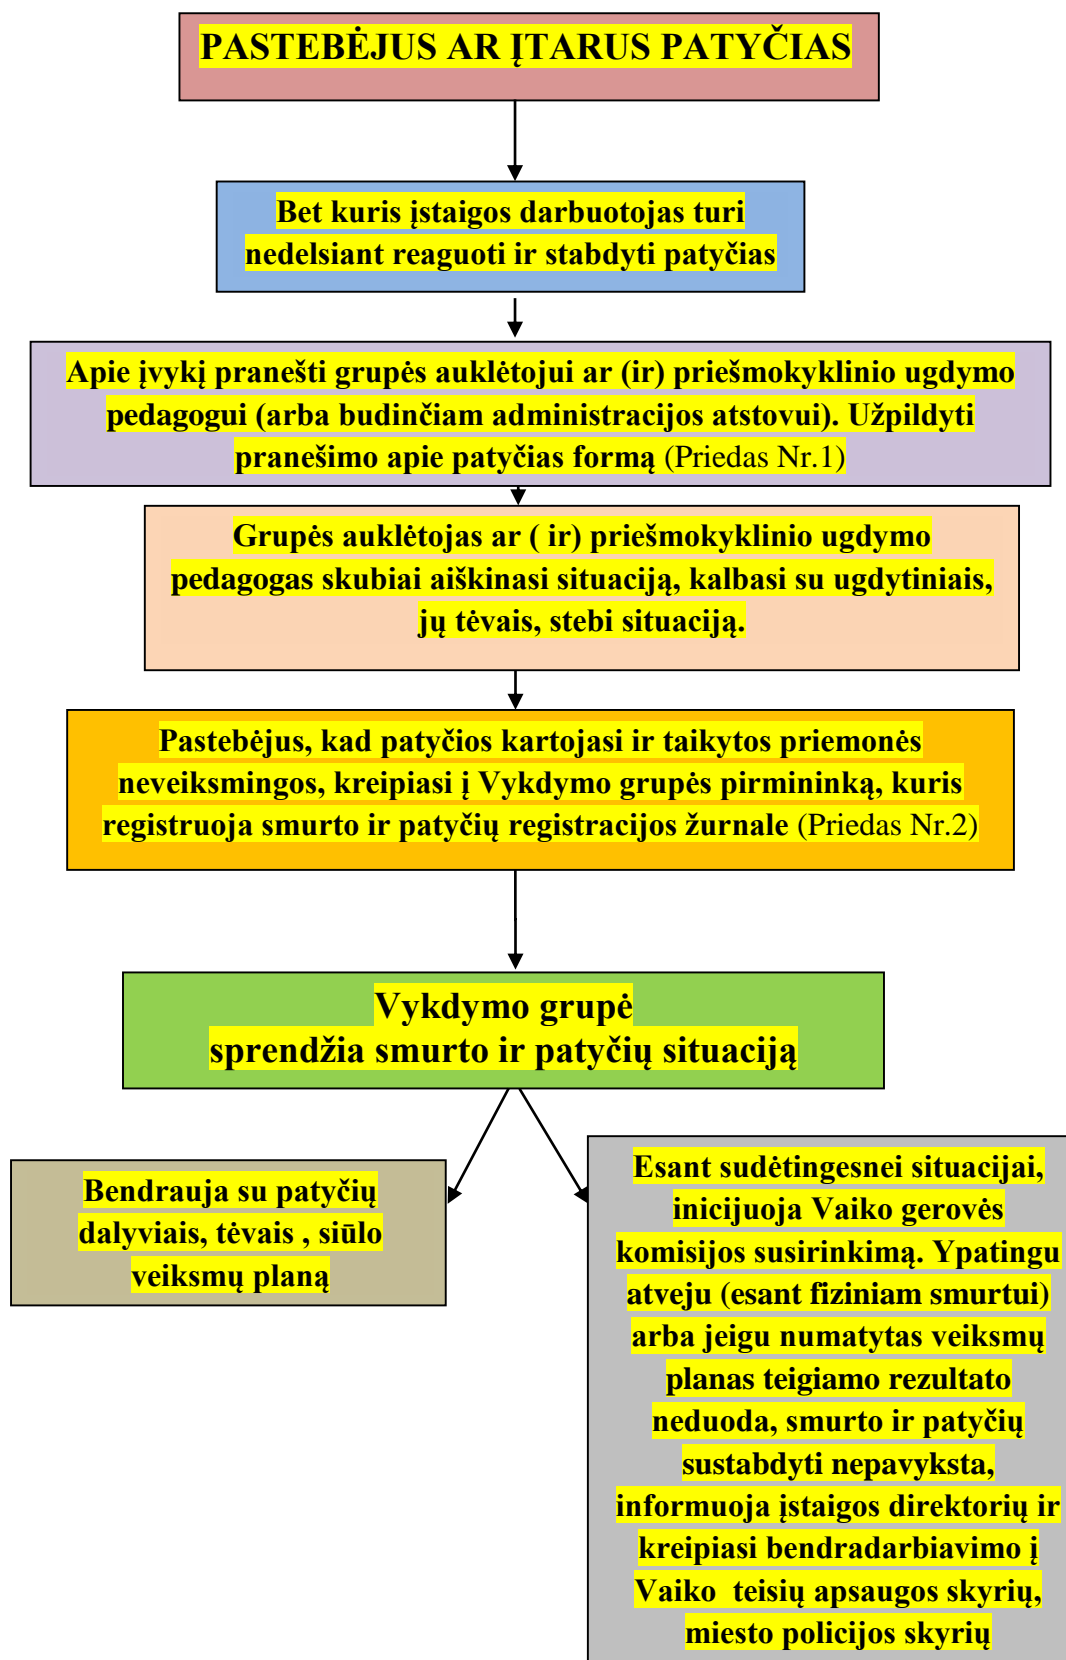 PASTEBĖJUS AR ĮTARUS PATYČIAS
Bet kuris įstaigos darbuotojas turi
nedelsiant reaguoti ir stabdyti patyčias
Apie įvykį pranešti grupės auklėtojui ar (ir) priešmokyklinio ugdymo
pedagogui (arba budinčiam administracijos atstovui). Užpildyti
pranešimo apie patyčias formą (Priedas Nr.1)
Grupės auklėtojas ar ( ir) priešmokyklinio ugdymo
pedagogas skubiai aiškinasi situaciją, kalbasi su ugdytiniais,
jų tėvais, stebi situaciją.
Pastebėjus, kad patyčios kartojasi ir taikytos priemonės
neveiksmingos, kreipiasi į Vykdymo grupės pirmininką, kuris
registruoja smurto ir patyčių registracijos žurnale (Priedas Nr.2)
Vykdymo grupė
sprendžia smurto ir patyčių situaciją
Bendrauja su patyčių
dalyviais, tėvais , siūlo
veiksmų planą
Esant sudėtingesnei situacijai,
inicijuoja Vaiko gerovės
komisijos susirinkimą. Ypatingu
atveju (esant fiziniam smurtui)
arba jeigu numatytas veiksmų
planas teigiamo rezultato
neduoda, smurto ir patyčių
sustabdyti nepavyksta,
informuoja įstaigos direktorių ir
kreipiasi bendradarbiavimo į
Vaiko  teisių apsaugos skyrių,
miesto policijos skyrių